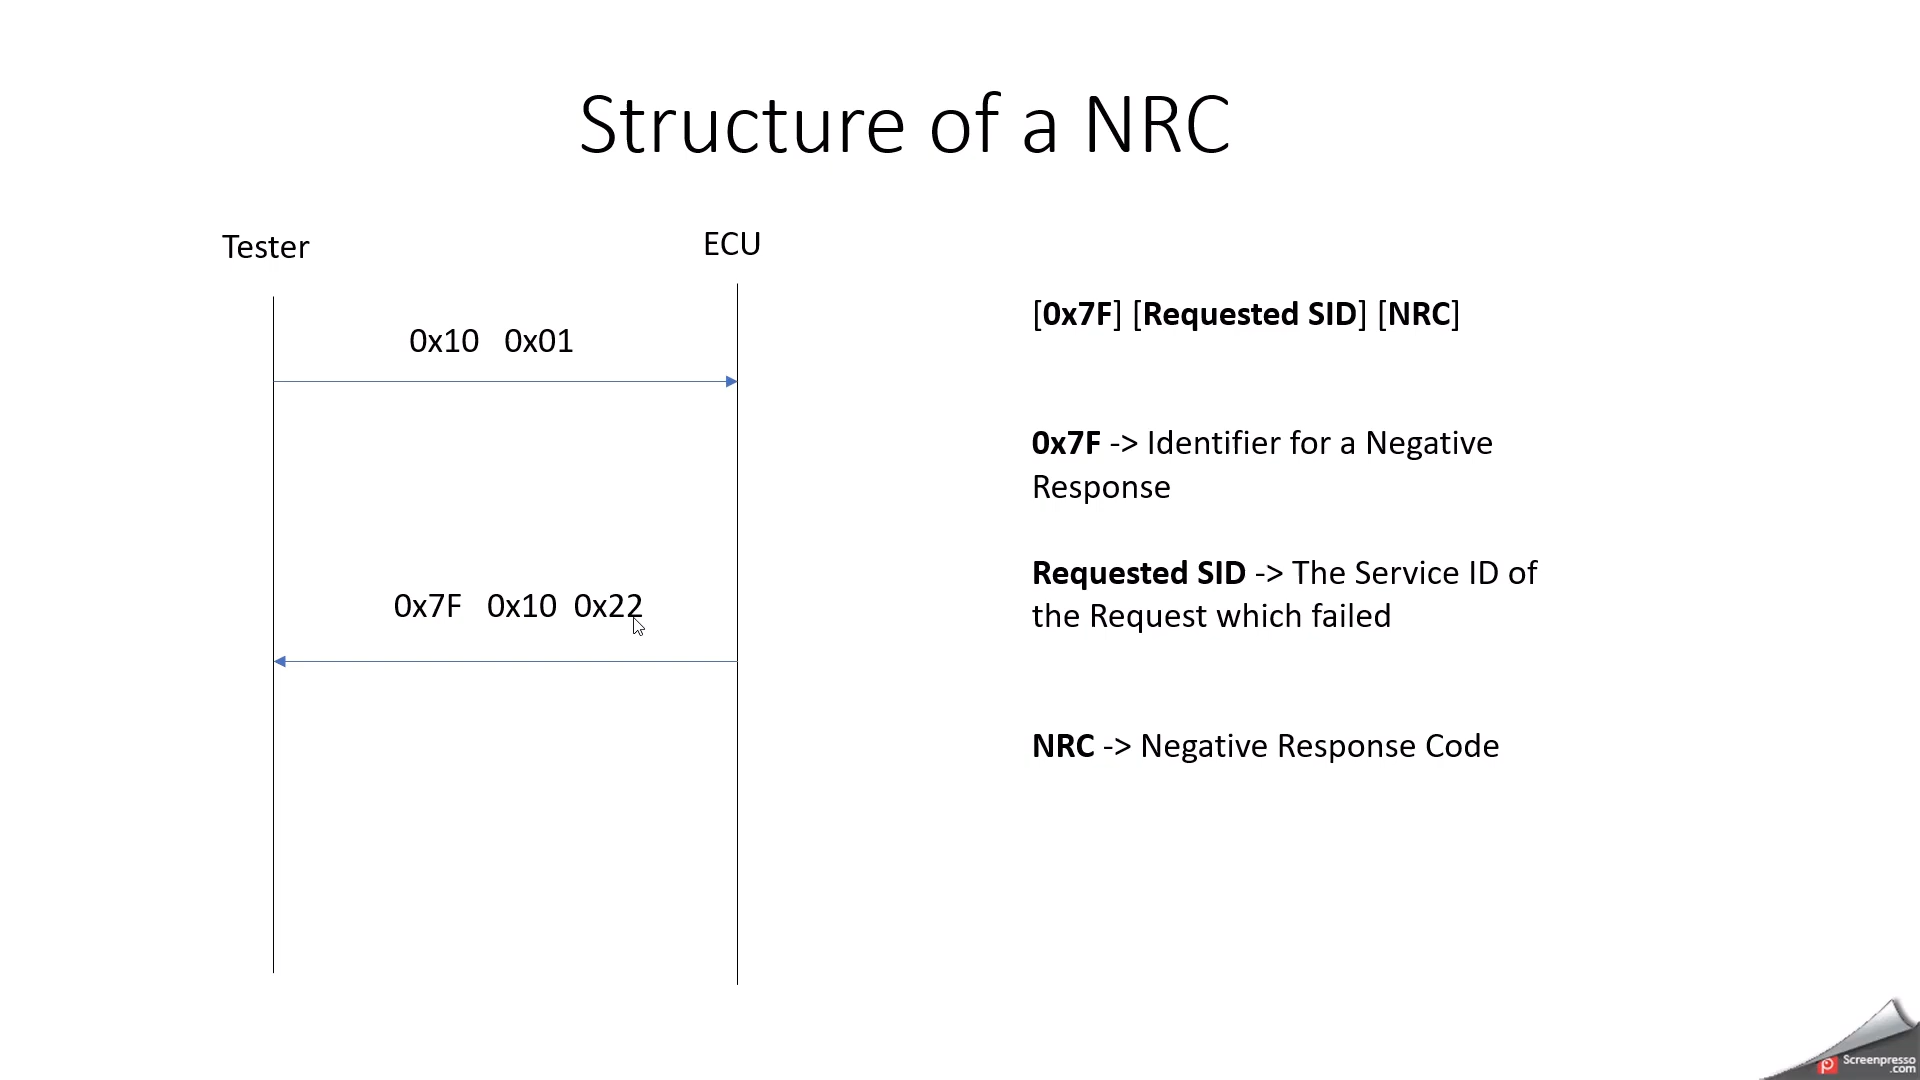 Structure of a NRC
Tester
ECU
0x10 0x01
0x7F 0x10 0x22
[0x7F] [Requested SID] [NRC]
0x7F -> Identifier for a Negative
Response
Requested SID -> The Service ID of
the Request which failed
NRC -> Negative Response Code
Screenpresso
.com